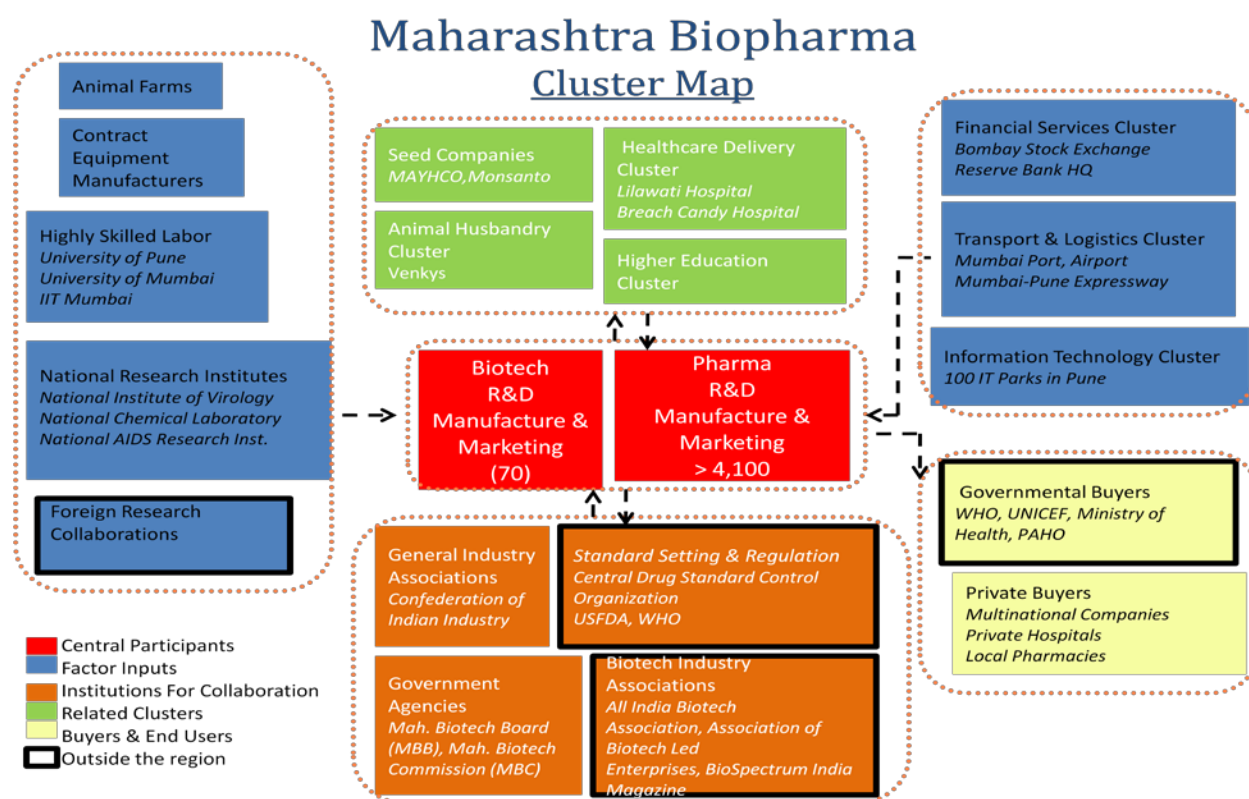 Maharashtra Biopharma
Cluster Map
Animal Farms
Contract
Equipment
Manufacturers
Highly Skilled Labor
University of Pune
University of Mumbai
IIT Mumbai
National Research Institutes
National Institute of Virology
National Chemical Laboratory
National AIDS Research Inst.
Foreign Research
Collaborations
Seed Companies
MAYHCO,Monsanto
Animal Husbandry
Cluster
Venkys
Healthcare Delivery
Cluster
Lilawati Hospital
Breach Candy Hospital
Higher Education
Cluster
Biotech
R&D
Manufacture &
Marketing
(70)
Pharma
R&D
Manufacture &
Marketing
> 4,100
General Industry
Associations
Confederation of
Indian Industry
Standard Setting & Regulation
Central Drug Standard Control
Organization
USFDA, WHO
Government
Agencies
Mah. Biotech Board
(MBB), Mah. Biotech
Commission (MBC)
Biotech Industry
Associations
All India Biotech
Association, Association of
Biotech Led
Enterprises, BioSpectrum India
Magazine
Financial Services Cluster
Bombay Stock Exchange
Reserve Bank HQ
Transport & Logistics Cluster
Mumbai Port, Airport
Mumbai-Pune Expressway
Information Technology Cluster
100 IT Parks in Pune
Governmental Buyers
WHO, UNICEF, Ministry of
Health, PAHO
Private Buyers
Multinational Companies
Private Hospitals
Local Pharmacies
Central Participants
Factor Inputs
Institutions For Collaboration
Related Clusters
Buyers & End Users
Outside the region